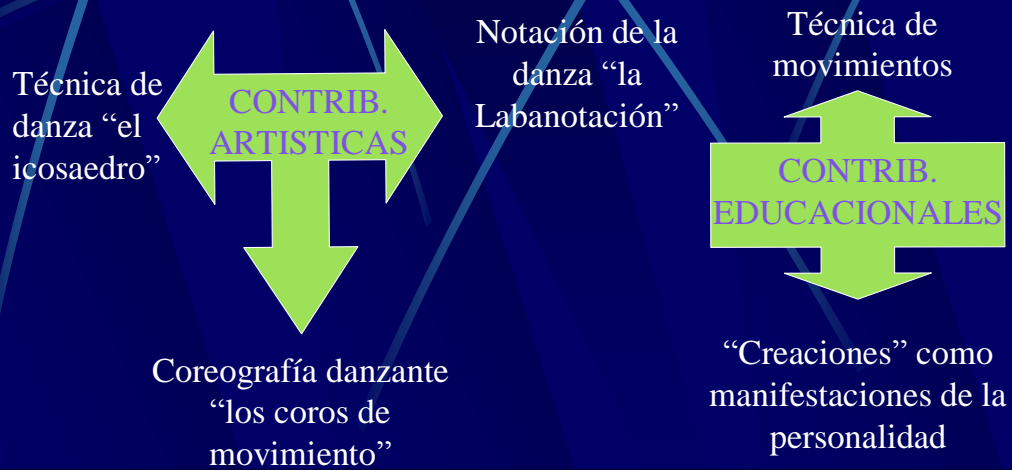 Técnica de
danza “el
icosaedro”
CONTRIB.
ARTISTICAS
Notación de la
danza “la
Labanotación”
Coreografía danzante
“los coros de
movimiento”
Técnica de
movimientos
CONTRIB.
EDUCACIONALES
“Creaciones” como
manifestaciones de la
personalidad